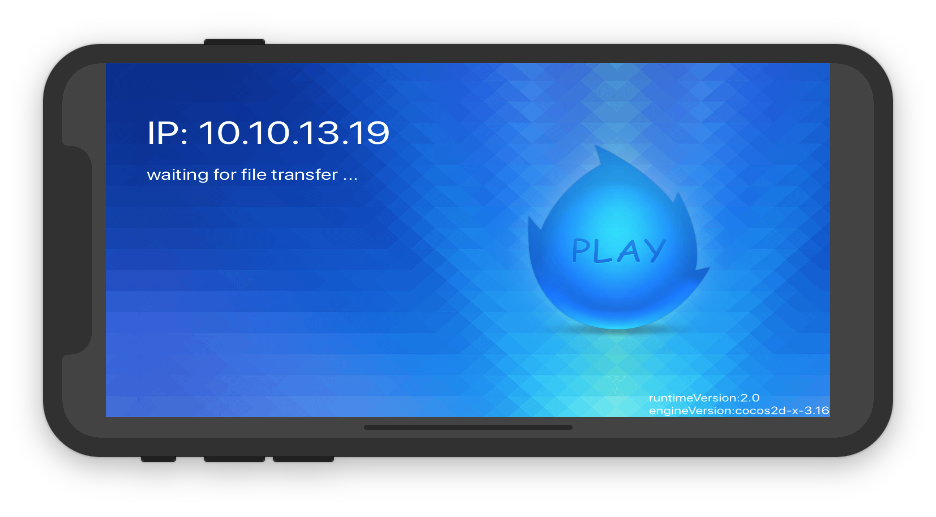 IP: 10.10.13.19
waiting for file transfer ...
PLAY
runtimeVersion:2.0
engineVersion:cocos2d-x-3.16